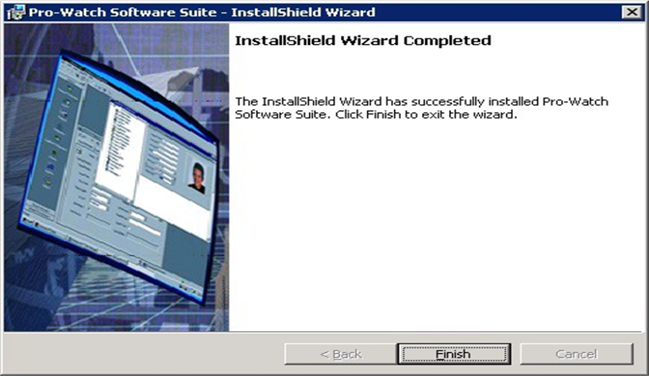 Pro-Watch Software Suite - InstallShield Wizard
InstallShield Wizard Completed
The InstallShield Wizard has successfully installed Pro-Watch
Software Suite. Click Finish to exit the wizard.
< Back
Finish
Cancel